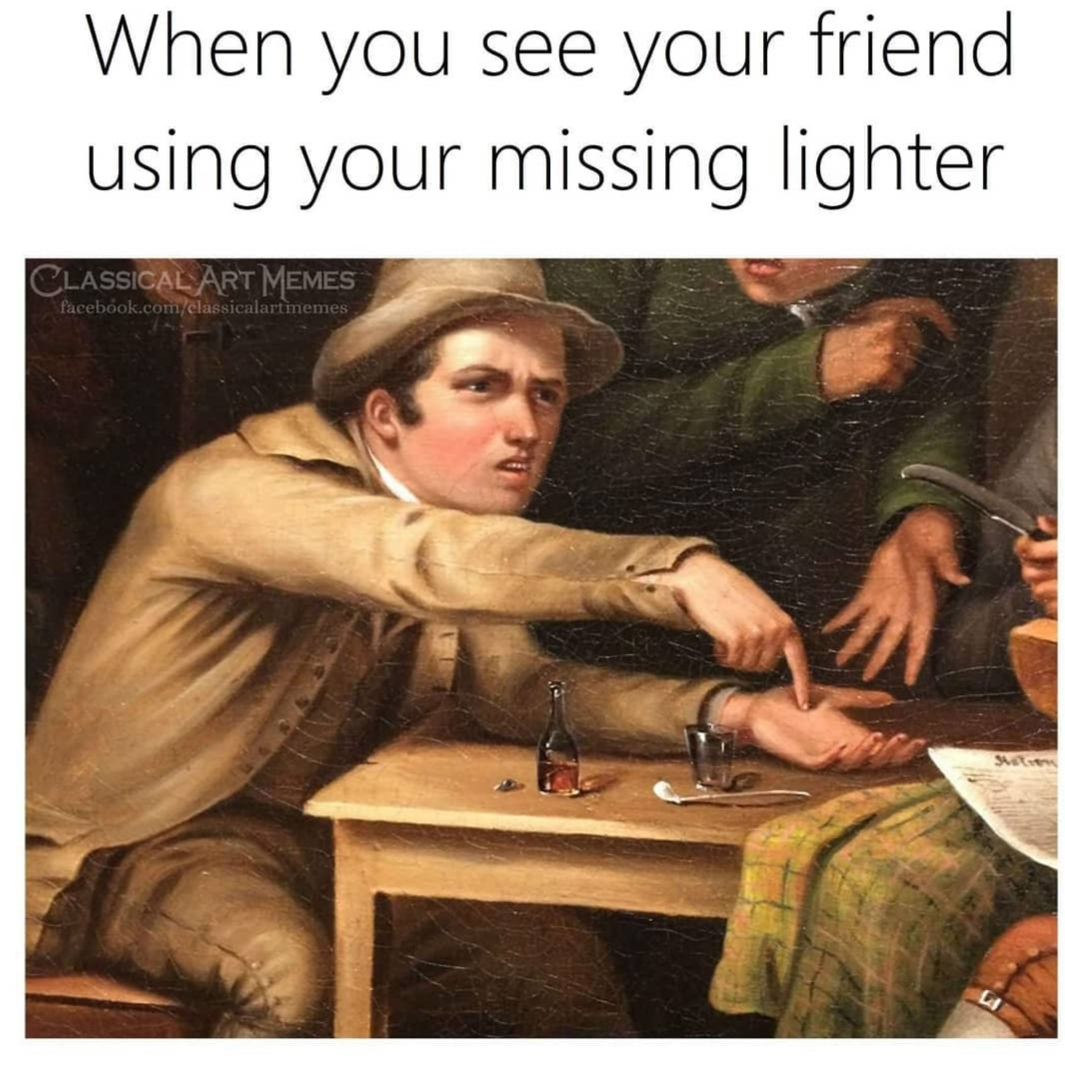 When you see your friend
using your missing lighter
CLASSICAL ART MEMES
facebook.com/classicalartmemes